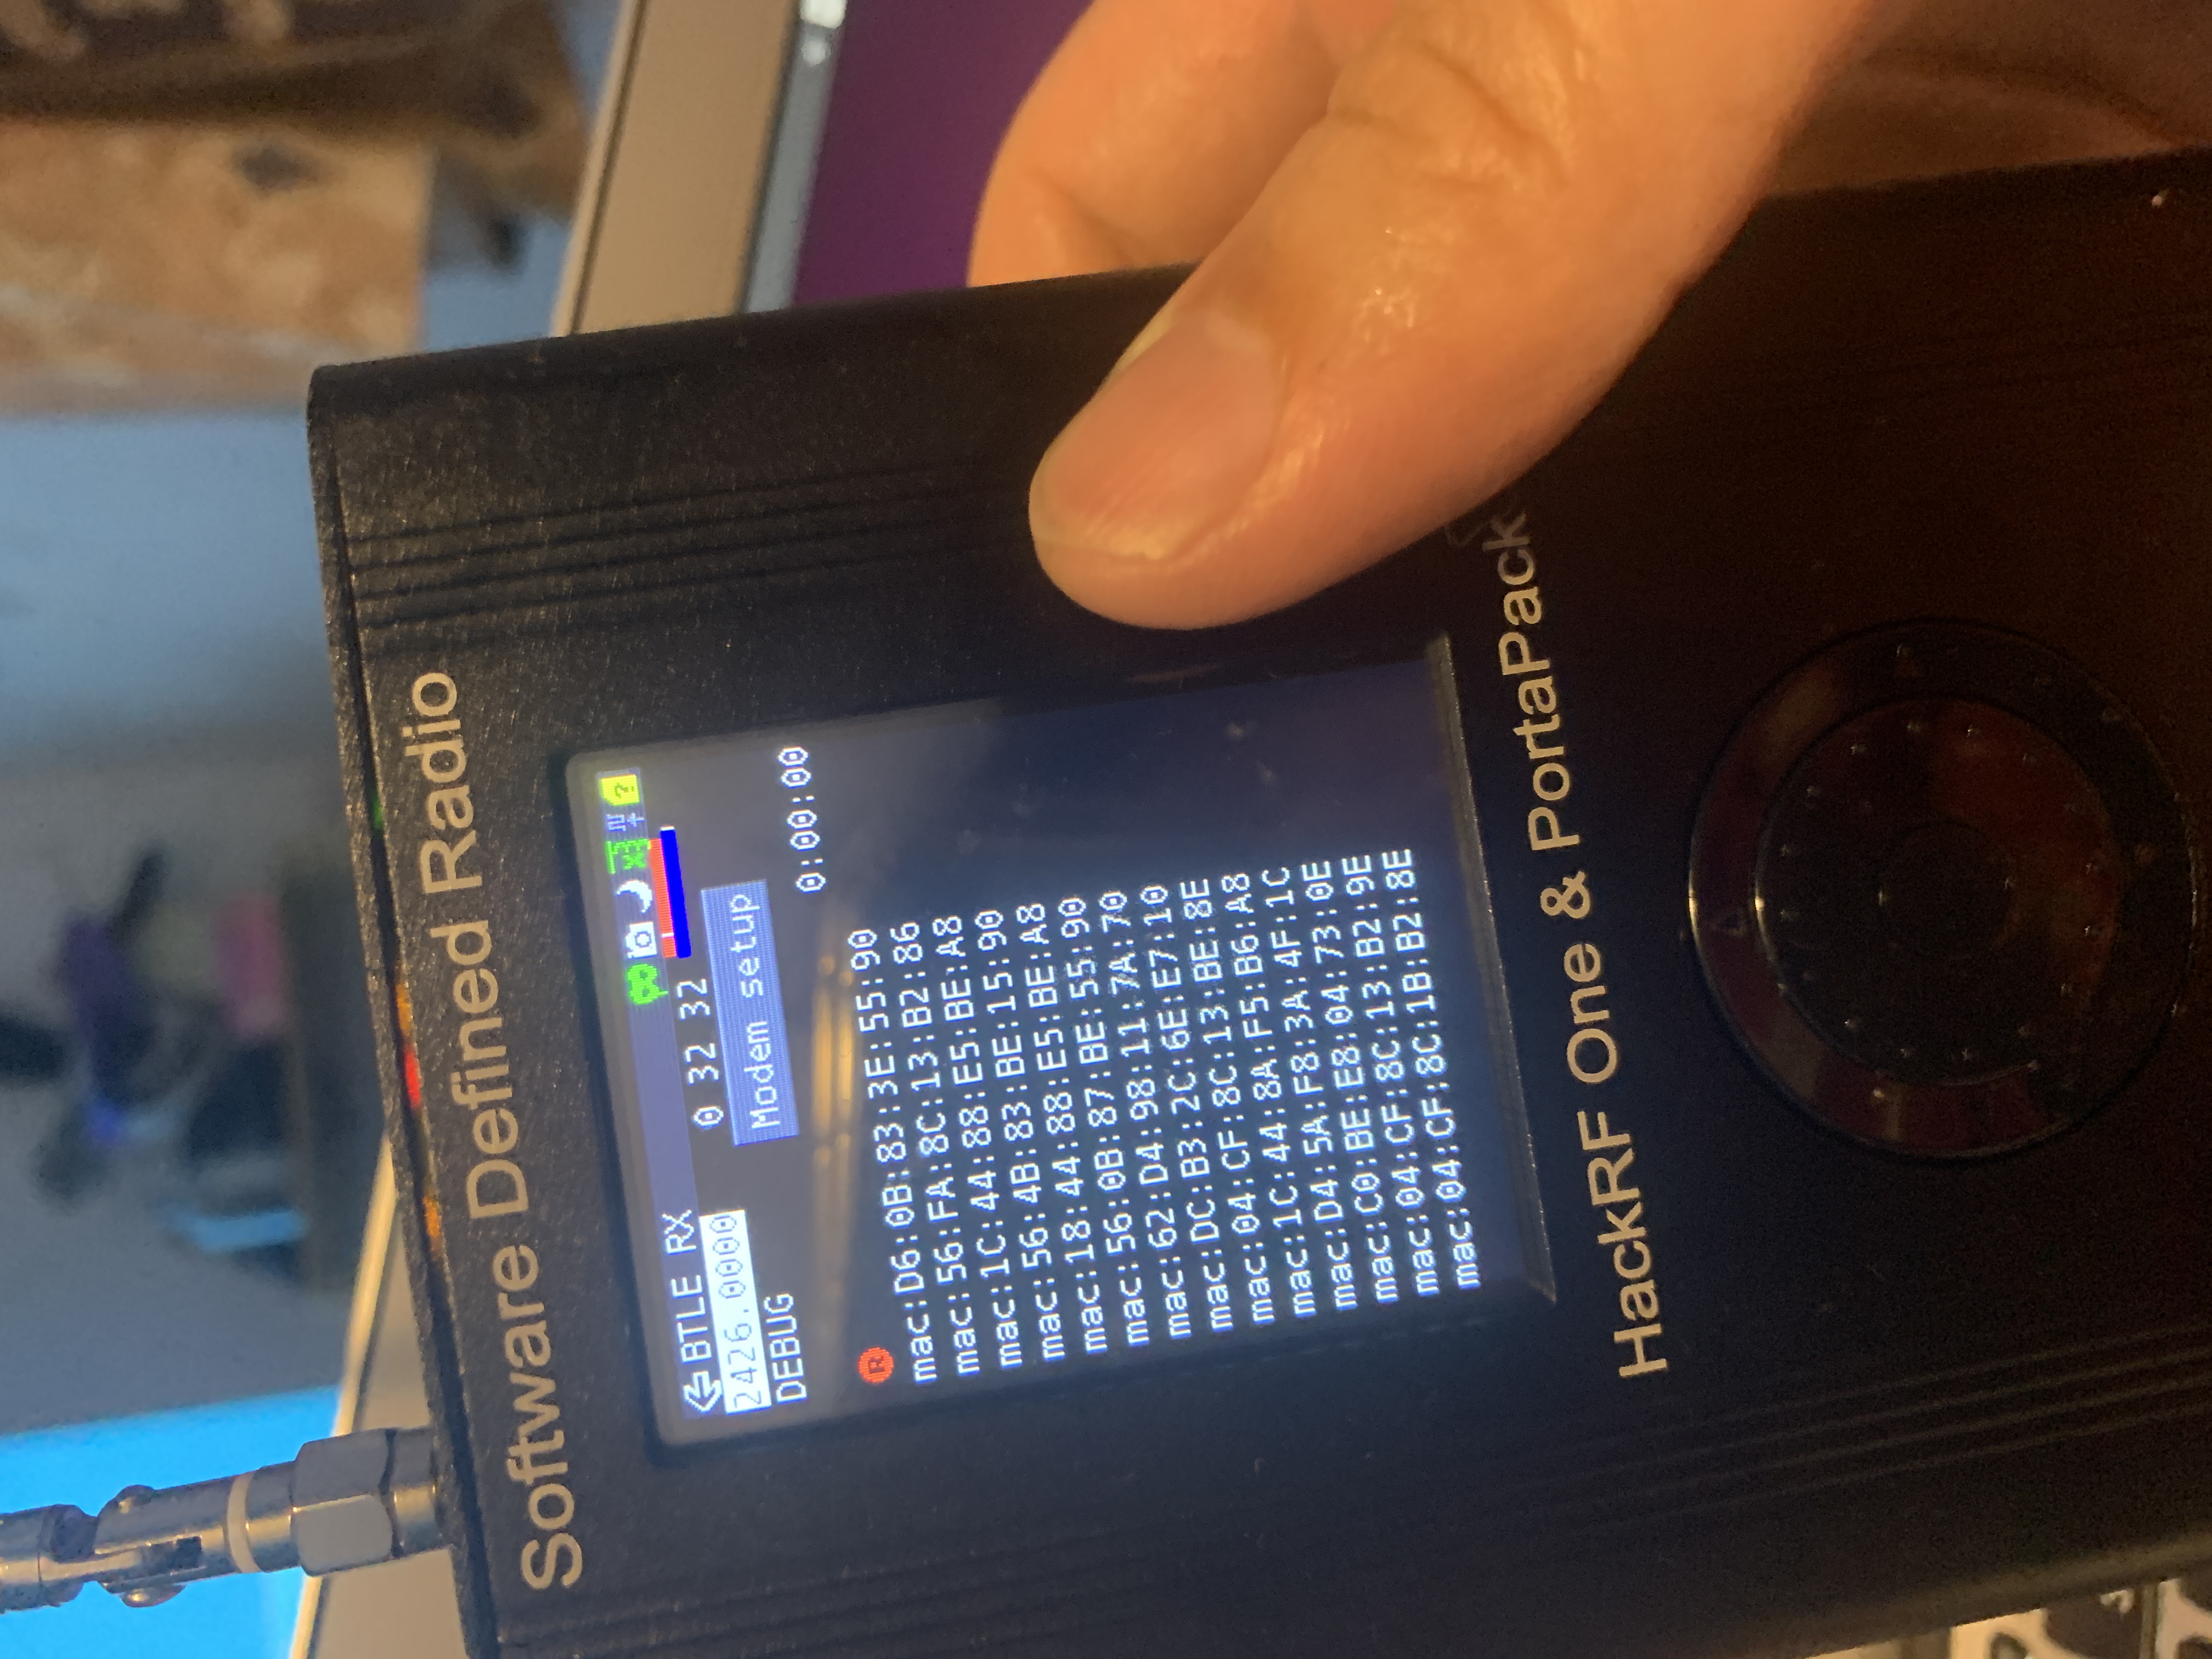 Software Defined Radio
BTLE RX
2426.0000 0 32 32
DEBUG Modem setup
0:00:00
R
mac:D6:0B:83:3E:55:90
mac:56:FA:8C:13:B2:86
mac:1C:44:88:E5:BE:A8
mac:56:4B:83:BE:15:90
mac:18:44:88:E5:BE:A8
mac:56:0B:87:BE:55:90
mac:62:D4:98:11:7A:70
mac:DC:B3:2C:6E:E7:10
mac:04:CF:8C:13:BE:8E
mac:1C:44:8A:F5:B6:A8
mac:D4:5A:F8:3A:4F:1C
mac:C0:BE:E8:04:73:0E
mac:04:CF:8C:13:B2:9E
mac:04:CF:8C:1B:B2:8E
HackRF One & PortaPack